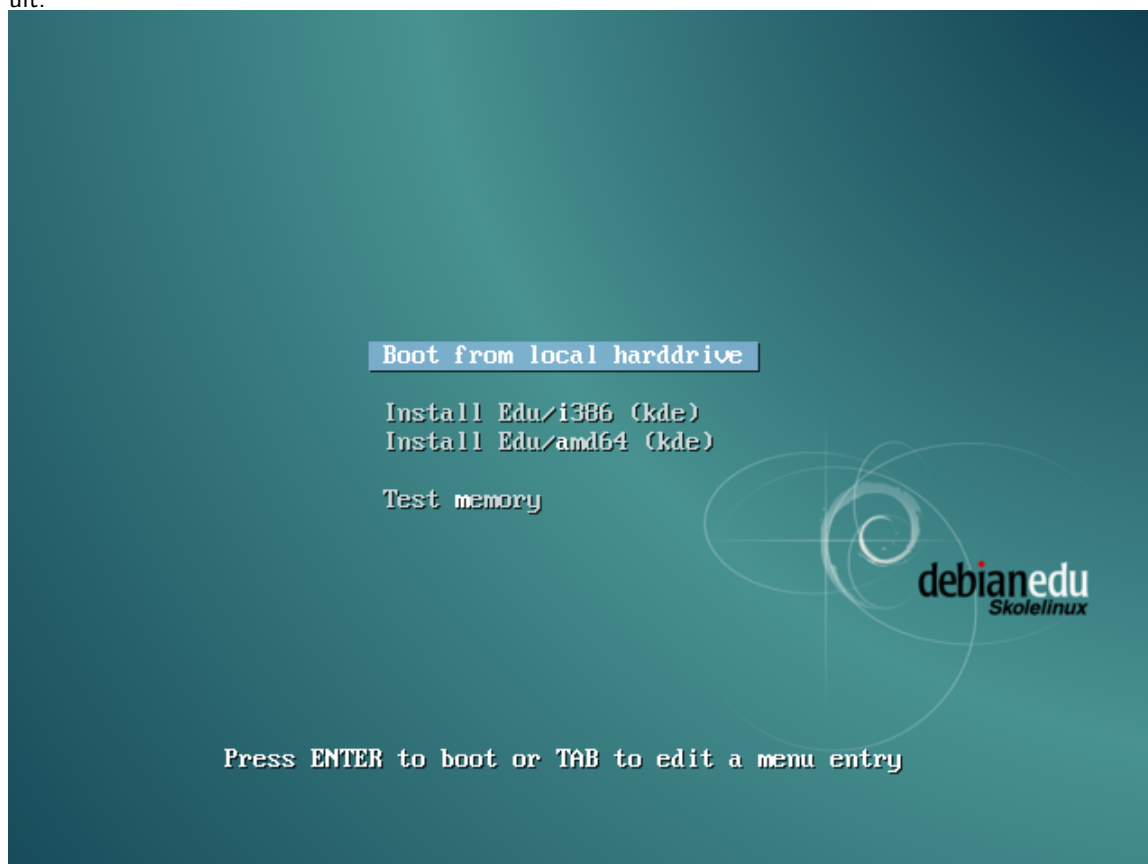 uit:
Boot from local harddrive
Install Edu/i386 (kde)
Install Edu/amd64 (kde)
Test memory
debianedu
Skolelinux
Press ENTER to boot or TAB to edit a menu entry